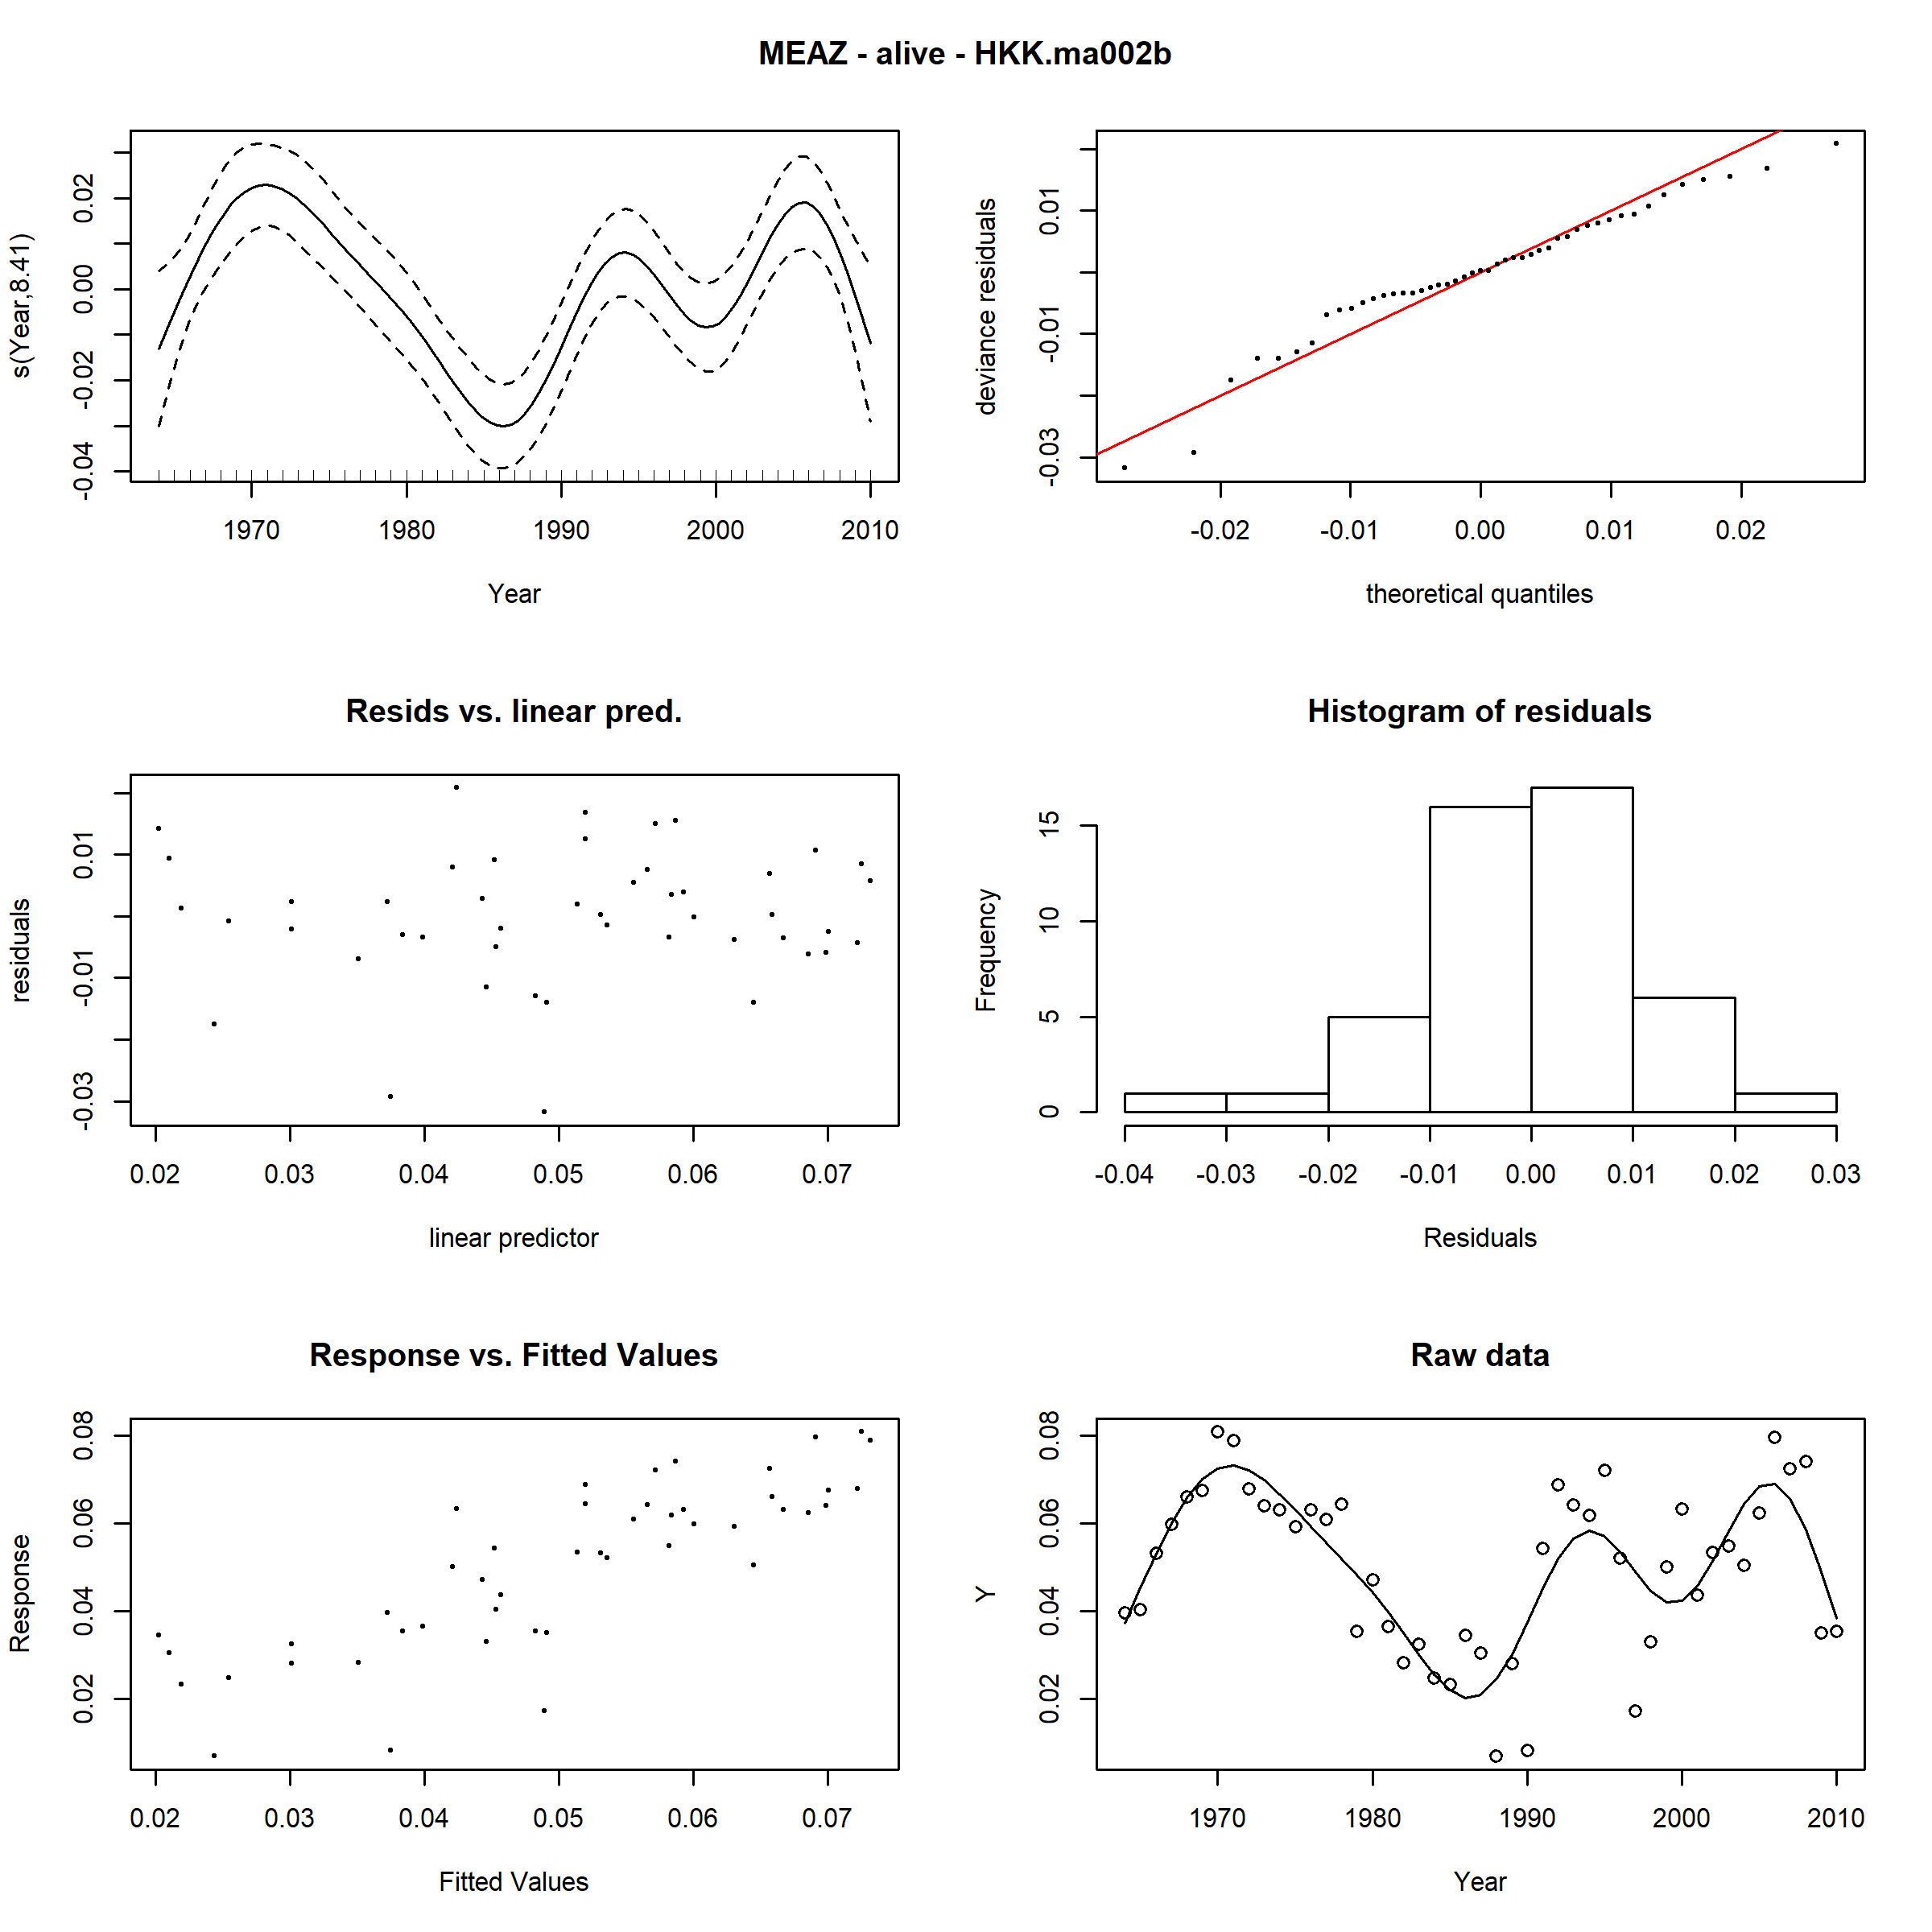 MEAZ - alive - HKK.ma002b
s(Year,8.41)
-0.04 -0.02 0.00 0.02
1970 1980 1990 2000 2010
Year
deviance residuals
-0.03 -0.01 0.01
-0.02 -0.01 0.00 0.01 0.02
theoretical quantiles
Resids vs. linear pred.
residuals
-0.03 -0.01 0.01
0.02 0.03 0.04 0.05 0.06 0.07
linear predictor
Histogram of residuals
Frequency
0 5 10 15
-0.04 -0.03 -0.02 -0.01 0.00 0.01 0.02 0.03
Residuals
Response vs. Fitted Values
Response
0.02 0.04 0.06 0.08
0.02 0.03 0.04 0.05 0.06 0.07
Fitted Values
Raw data
Y
0.02 0.04 0.06 0.08
1970 1980 1990 2000 2010
Year